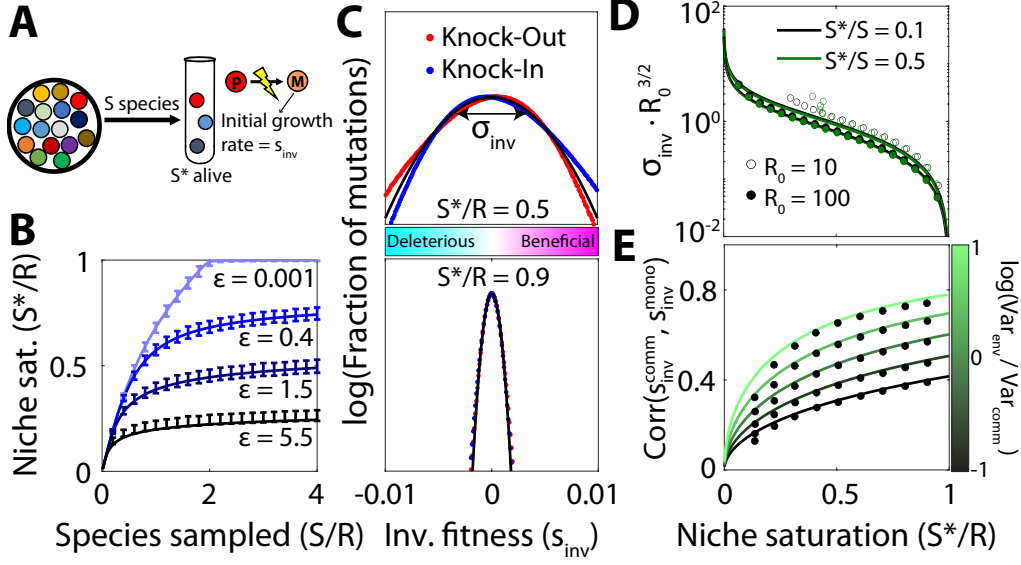 A
S species
P
M
Initial growth
rate = s_inv
S* alive
B
Niche sat. (S*/R)
1
0.5
0
ε = 0.001
ε = 0.4
ε = 1.5
ε = 5.5
0
2
4
Species sampled (S/R)
C
log(Fraction of mutations)
Knock-Out
Knock-In
σ_inv
S*/R = 0.5
Deleterious
Beneficial
S*/R = 0.9
-0.01
0
0.01
Inv. fitness (s_inv)
D
σ_inv · R_0^3/2
10^2
10^0
10^-2
S*/S = 0.1
S*/S = 0.5
R_0 = 10
R_0 = 100
E
Corr(s_inv^comm , s_inv^mono)
0.8
0.4
0
0
0.5
1
Niche saturation (S*/R)
1
0
-1
log(Var_env / Var_comm)